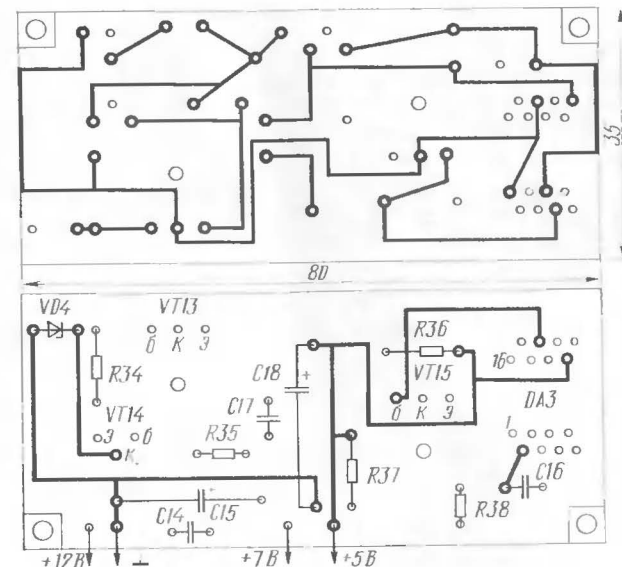 35
80
VD4
VT13
б К Э
R34
C18
+
R36
VT15
16
б К Э
DA3
VT14
Э б
К
C17
R35
R37
1
C15
+
C14
R38
C16
+12В
⊥
+7В
+5В